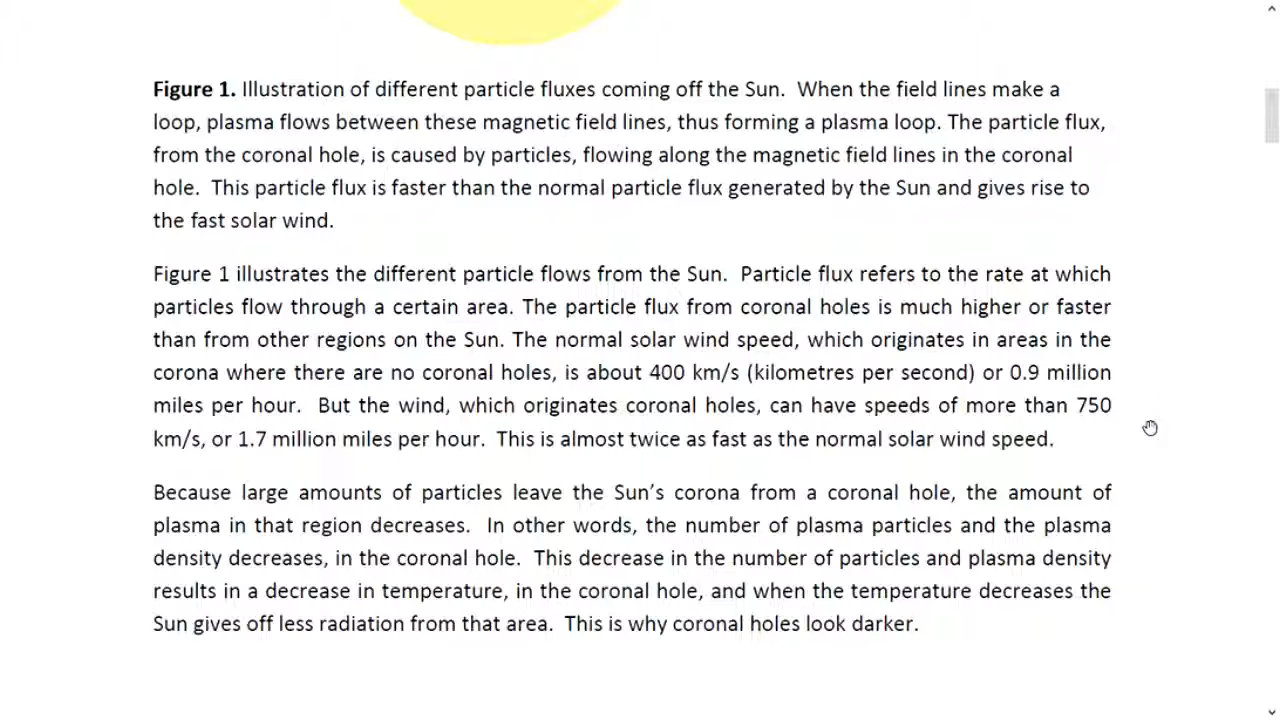 Figure 1. Illustration of different particle fluxes coming off the Sun.  When the field lines make a
loop, plasma flows between these magnetic field lines, thus forming a plasma loop. The particle flux,
from the coronal hole, is caused by particles, flowing along the magnetic field lines in the coronal
hole.  This particle flux is faster than the normal particle flux generated by the Sun and gives rise to
the fast solar wind.
Figure 1 illustrates the different particle flows from the Sun.  Particle flux refers to the rate at which
particles flow through a certain area. The particle flux from coronal holes is much higher or faster
than from other regions on the Sun. The normal solar wind speed, which originates in areas in the
corona where there are no coronal holes, is about 400 km/s (kilometres per second) or 0.9 million
miles per hour.  But the wind, which originates coronal holes, can have speeds of more than 750
km/s, or 1.7 million miles per hour.  This is almost twice as fast as the normal solar wind speed.
Because large amounts of particles leave the Sun’s corona from a coronal hole, the amount of
plasma in that region decreases.  In other words, the number of plasma particles and the plasma
density decreases, in the coronal hole.  This decrease in the number of particles and plasma density
results in a decrease in temperature, in the coronal hole, and when the temperature decreases the
Sun gives off less radiation from that area.  This is why coronal holes look darker.